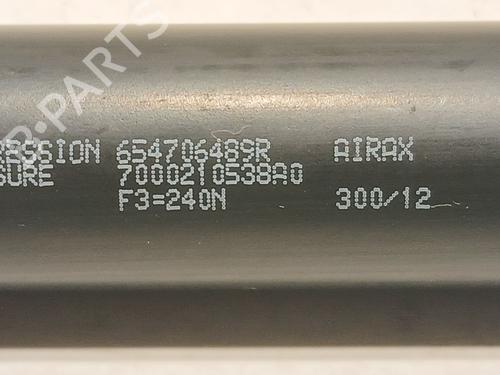 ESSION 654706489R AIRAX
SURE 7000210538A0
F3=240N 300/12
B-PARTS